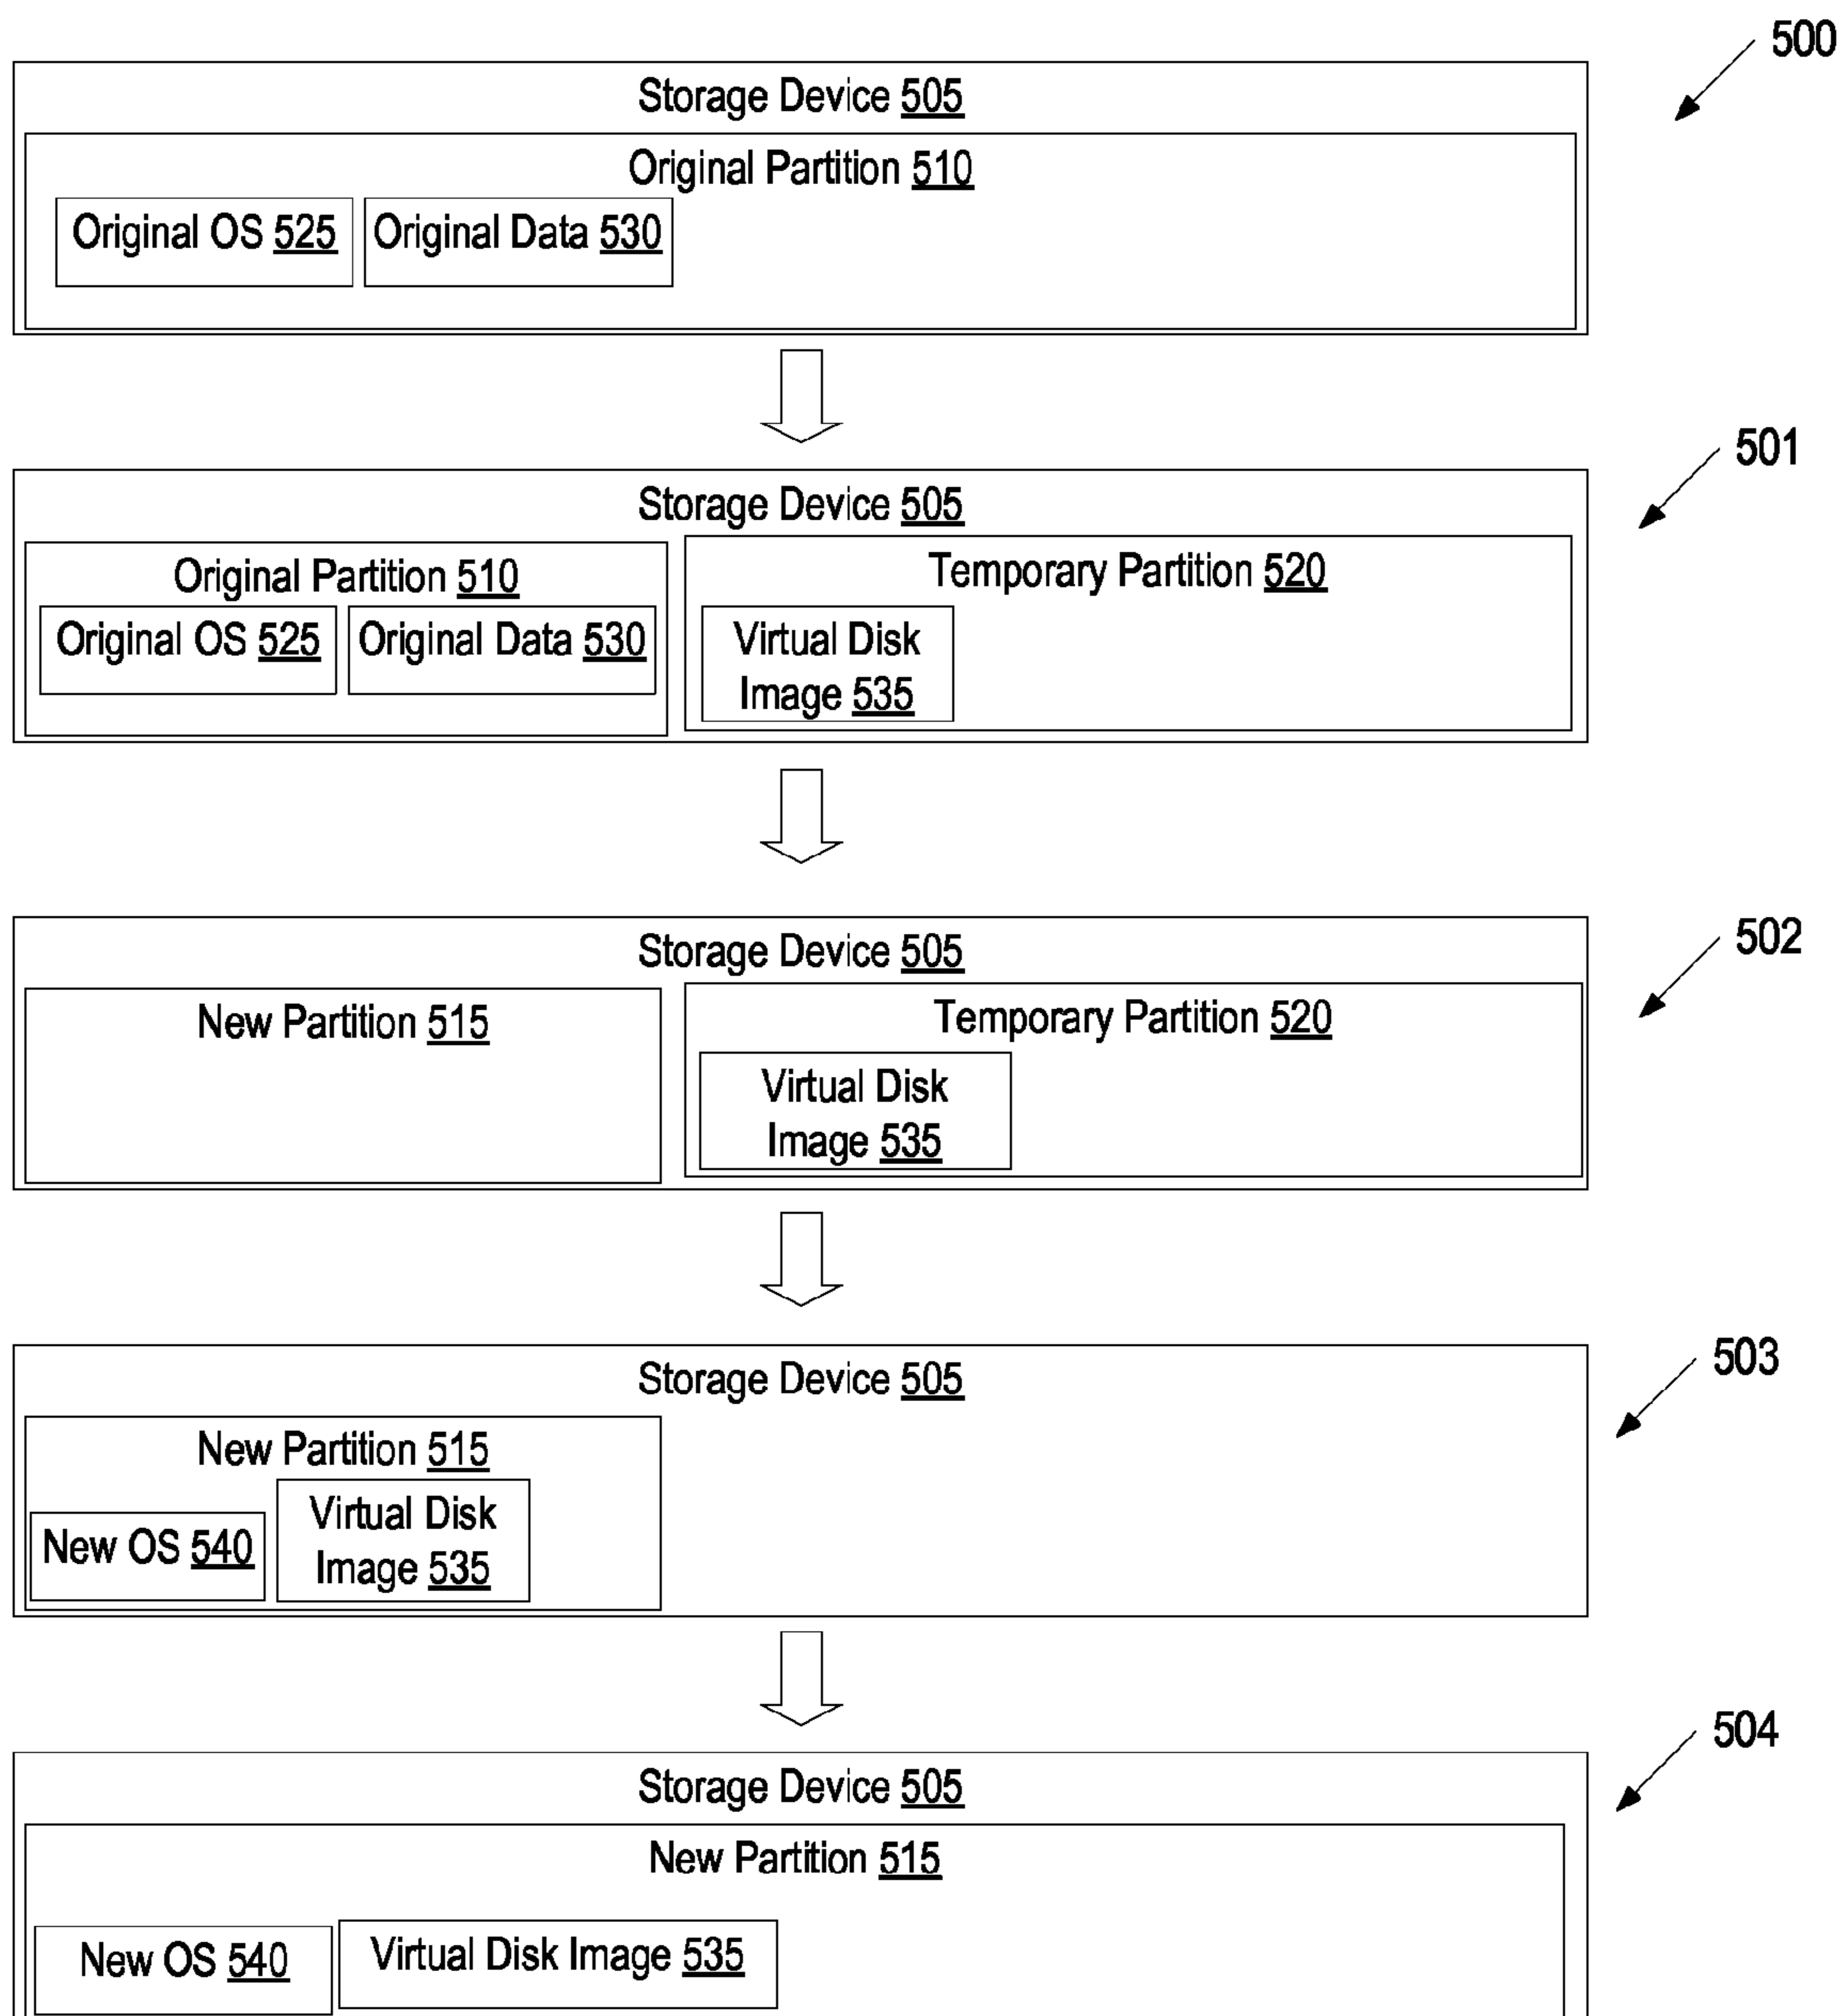 500
Storage Device 505
Original Partition 510
Original OS 525
Original Data 530
501
Storage Device 505
Original Partition 510
Original OS 525
Original Data 530
Temporary Partition 520
Virtual Disk
Image 535
502
Storage Device 505
New Partition 515
Temporary Partition 520
Virtual Disk
Image 535
503
Storage Device 505
New Partition 515
New OS 540
Virtual Disk
Image 535
504
Storage Device 505
New Partition 515
New OS 540
Virtual Disk Image 535